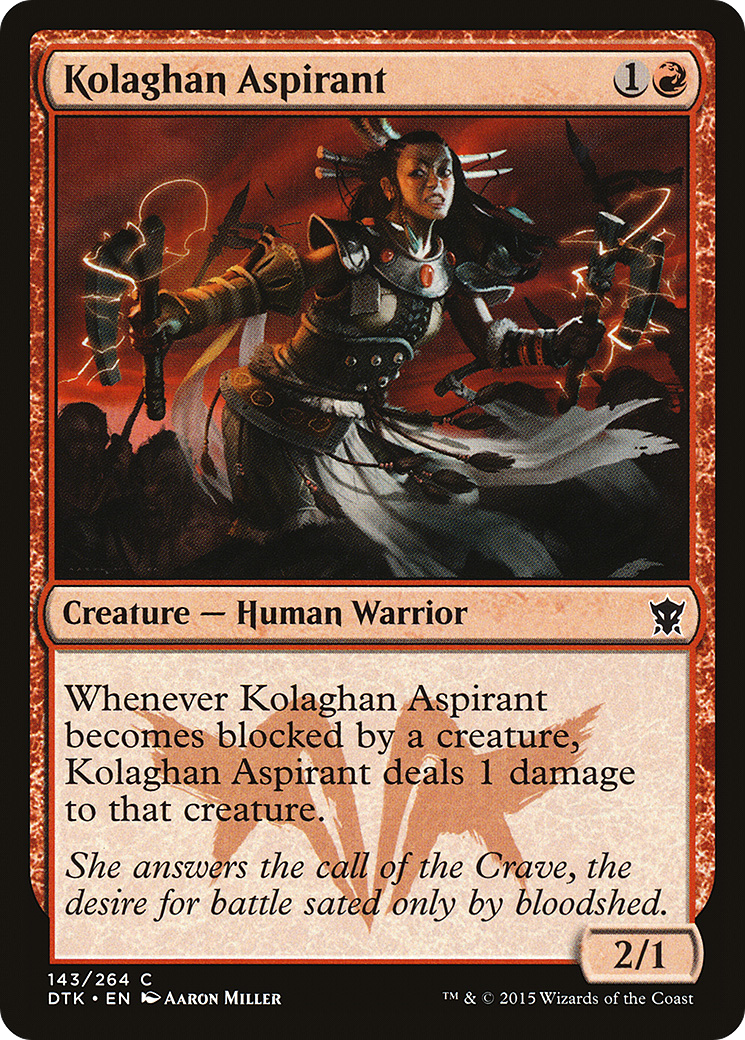 Kolaghan Aspirant
1
Creature — Human Warrior
Whenever Kolaghan Aspirant
becomes blocked by a creature,
Kolaghan Aspirant deals 1 damage
to that creature.
She answers the call of the Crave, the
desire for battle sated only by bloodshed.
2/1
143/264 C
DTK • EN Aaron Miller
™ & © 2015 Wizards of the Coast